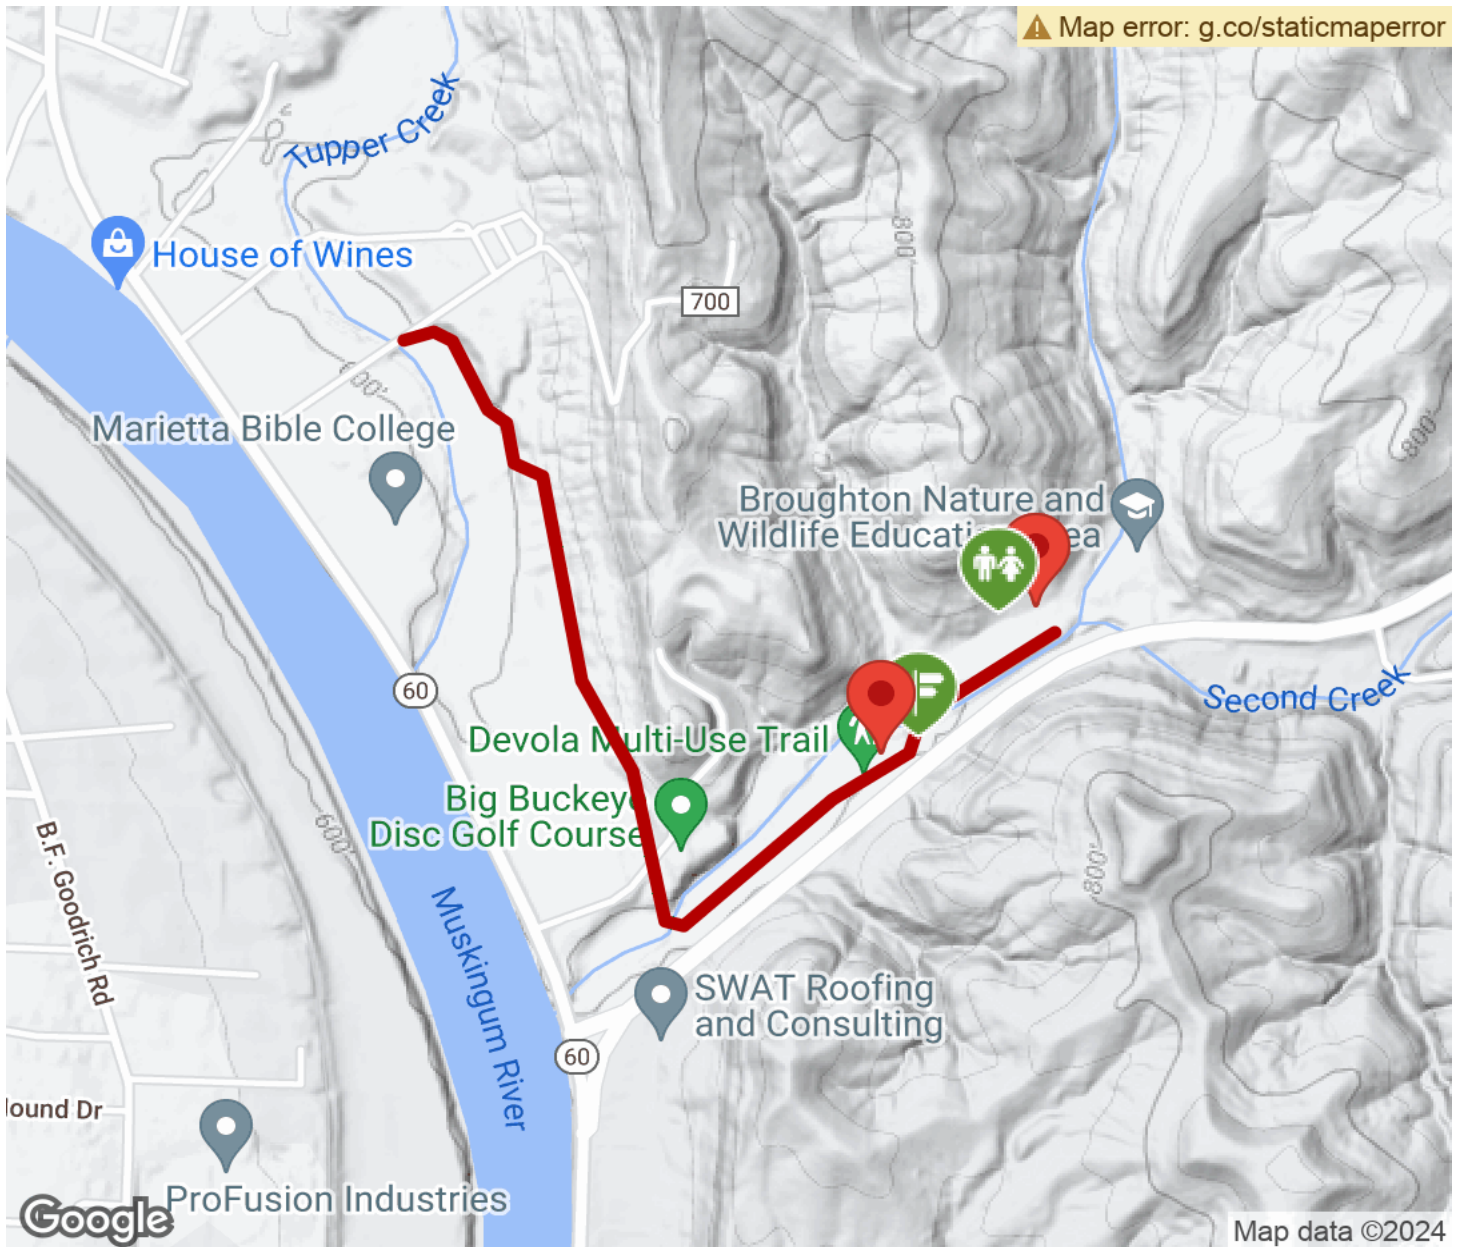 Map error: g.co/staticmaperror
Tupper Creek
House of Wines
700
800'
600'
Marietta Bible College
800'
Broughton Nature and
Wildlife Educati
ea
60
Second Creek
Devola Multi-Use Trail
Big Buckeye
Disc Golf Course
600'
B.F. Goodrich Rd
800'
Muskingum River
SWAT Roofing
and Consulting
60
lound Dr
ProFusion Industries
Google
Map data ©2024